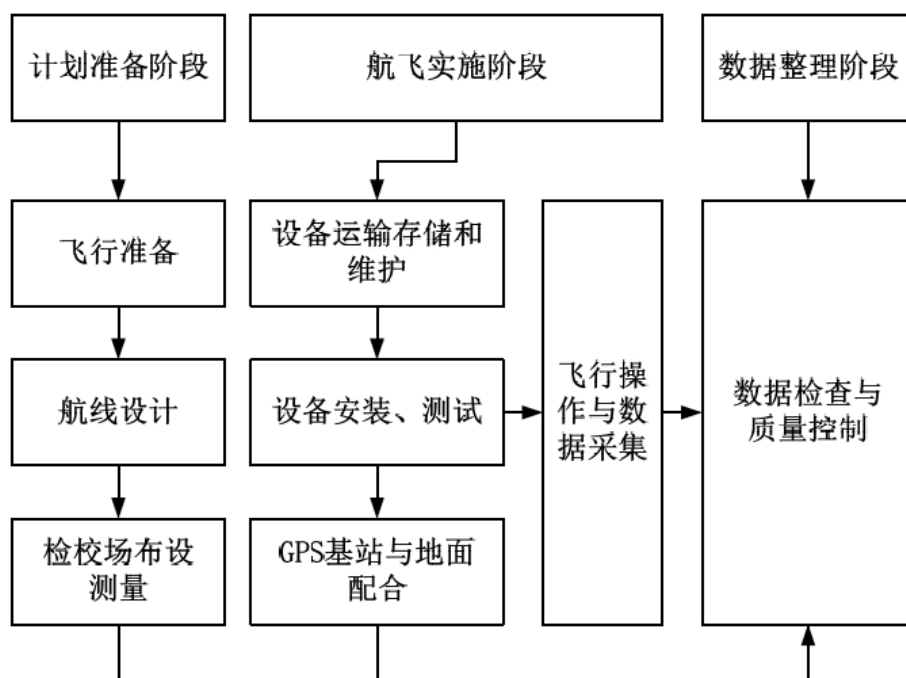 计划准备阶段
航飞实施阶段
数据整理阶段
飞行准备
设备运输存储和
维护
航线设计
设备安装、测试
飞行操
作与数
据采集
数据检查与
质量控制
检校场布设
测量
GPS基站与地面
配合